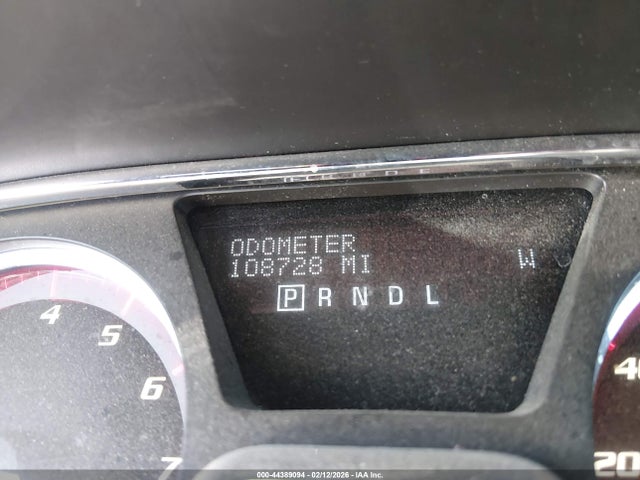 ODOMETER
108728 MI W
P R N D L
4 5 6 7
40
20
000-44389094 - 02/12/2026 - ©IAA Inc.